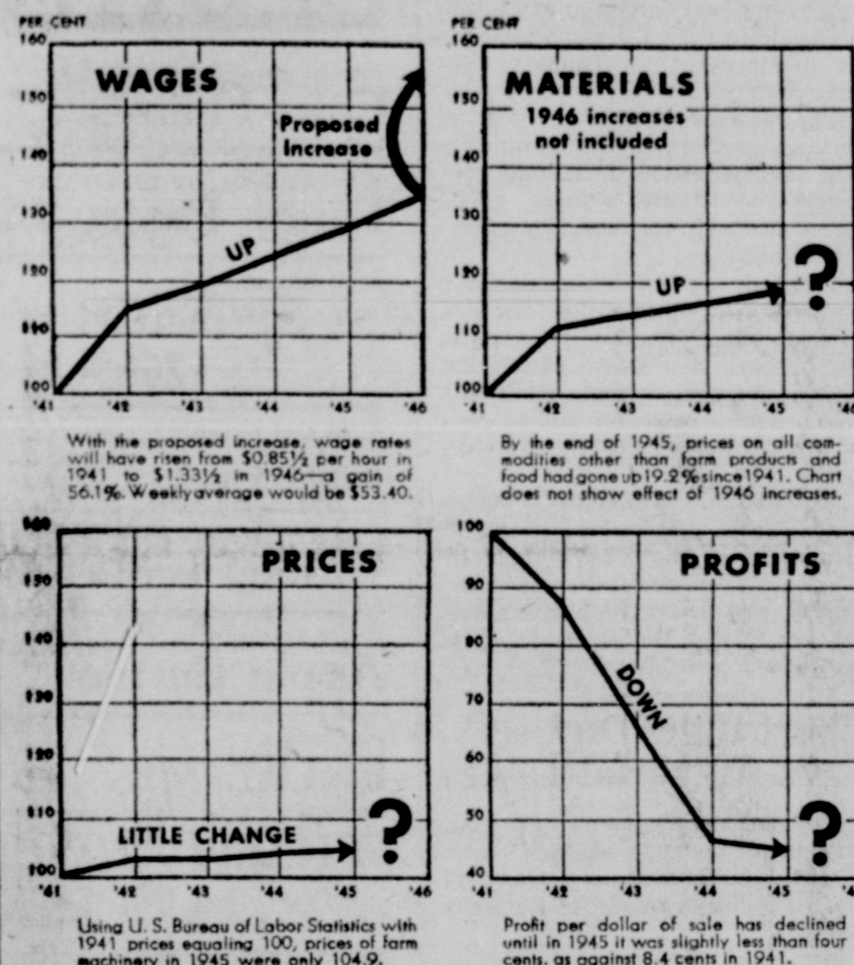 PER CENT
160
WAGES
150
Proposed
Increase
140
130
UP
120
110
100
'41 '42 '43 '44 '45 '46
With the proposed increase, wage rates
will have risen from $0.85½ per hour in
1941 to $1.33½ in 1946—a gain of
56.1%. Weekly average would be $53.40.
PER CENT
160
MATERIALS
150
1946 increases
not included
140
130
120
UP
?
110
100
'41 '42 '43 '44 '45 '46
By the end of 1945, prices on all com-
modities other than farm products and
food had gone up 19.2% since 1941. Chart
does not show effect of 1946 increases.
160
PRICES
150
140
130
120
110
LITTLE CHANGE
?
100
'41 '42 '43 '44 '45 '46
Using U. S. Bureau of Labor Statistics with
1941 prices equaling 100, prices of farm
machinery in 1945 were only 104.9.
100
PROFITS
90
80
DOWN
70
60
50
?
40
'41 '42 '43 '44 '45 '46
Profit per dollar of sale has declined
until in 1945 it was slightly less than four
cents, as against 8.4 cents in 1941.